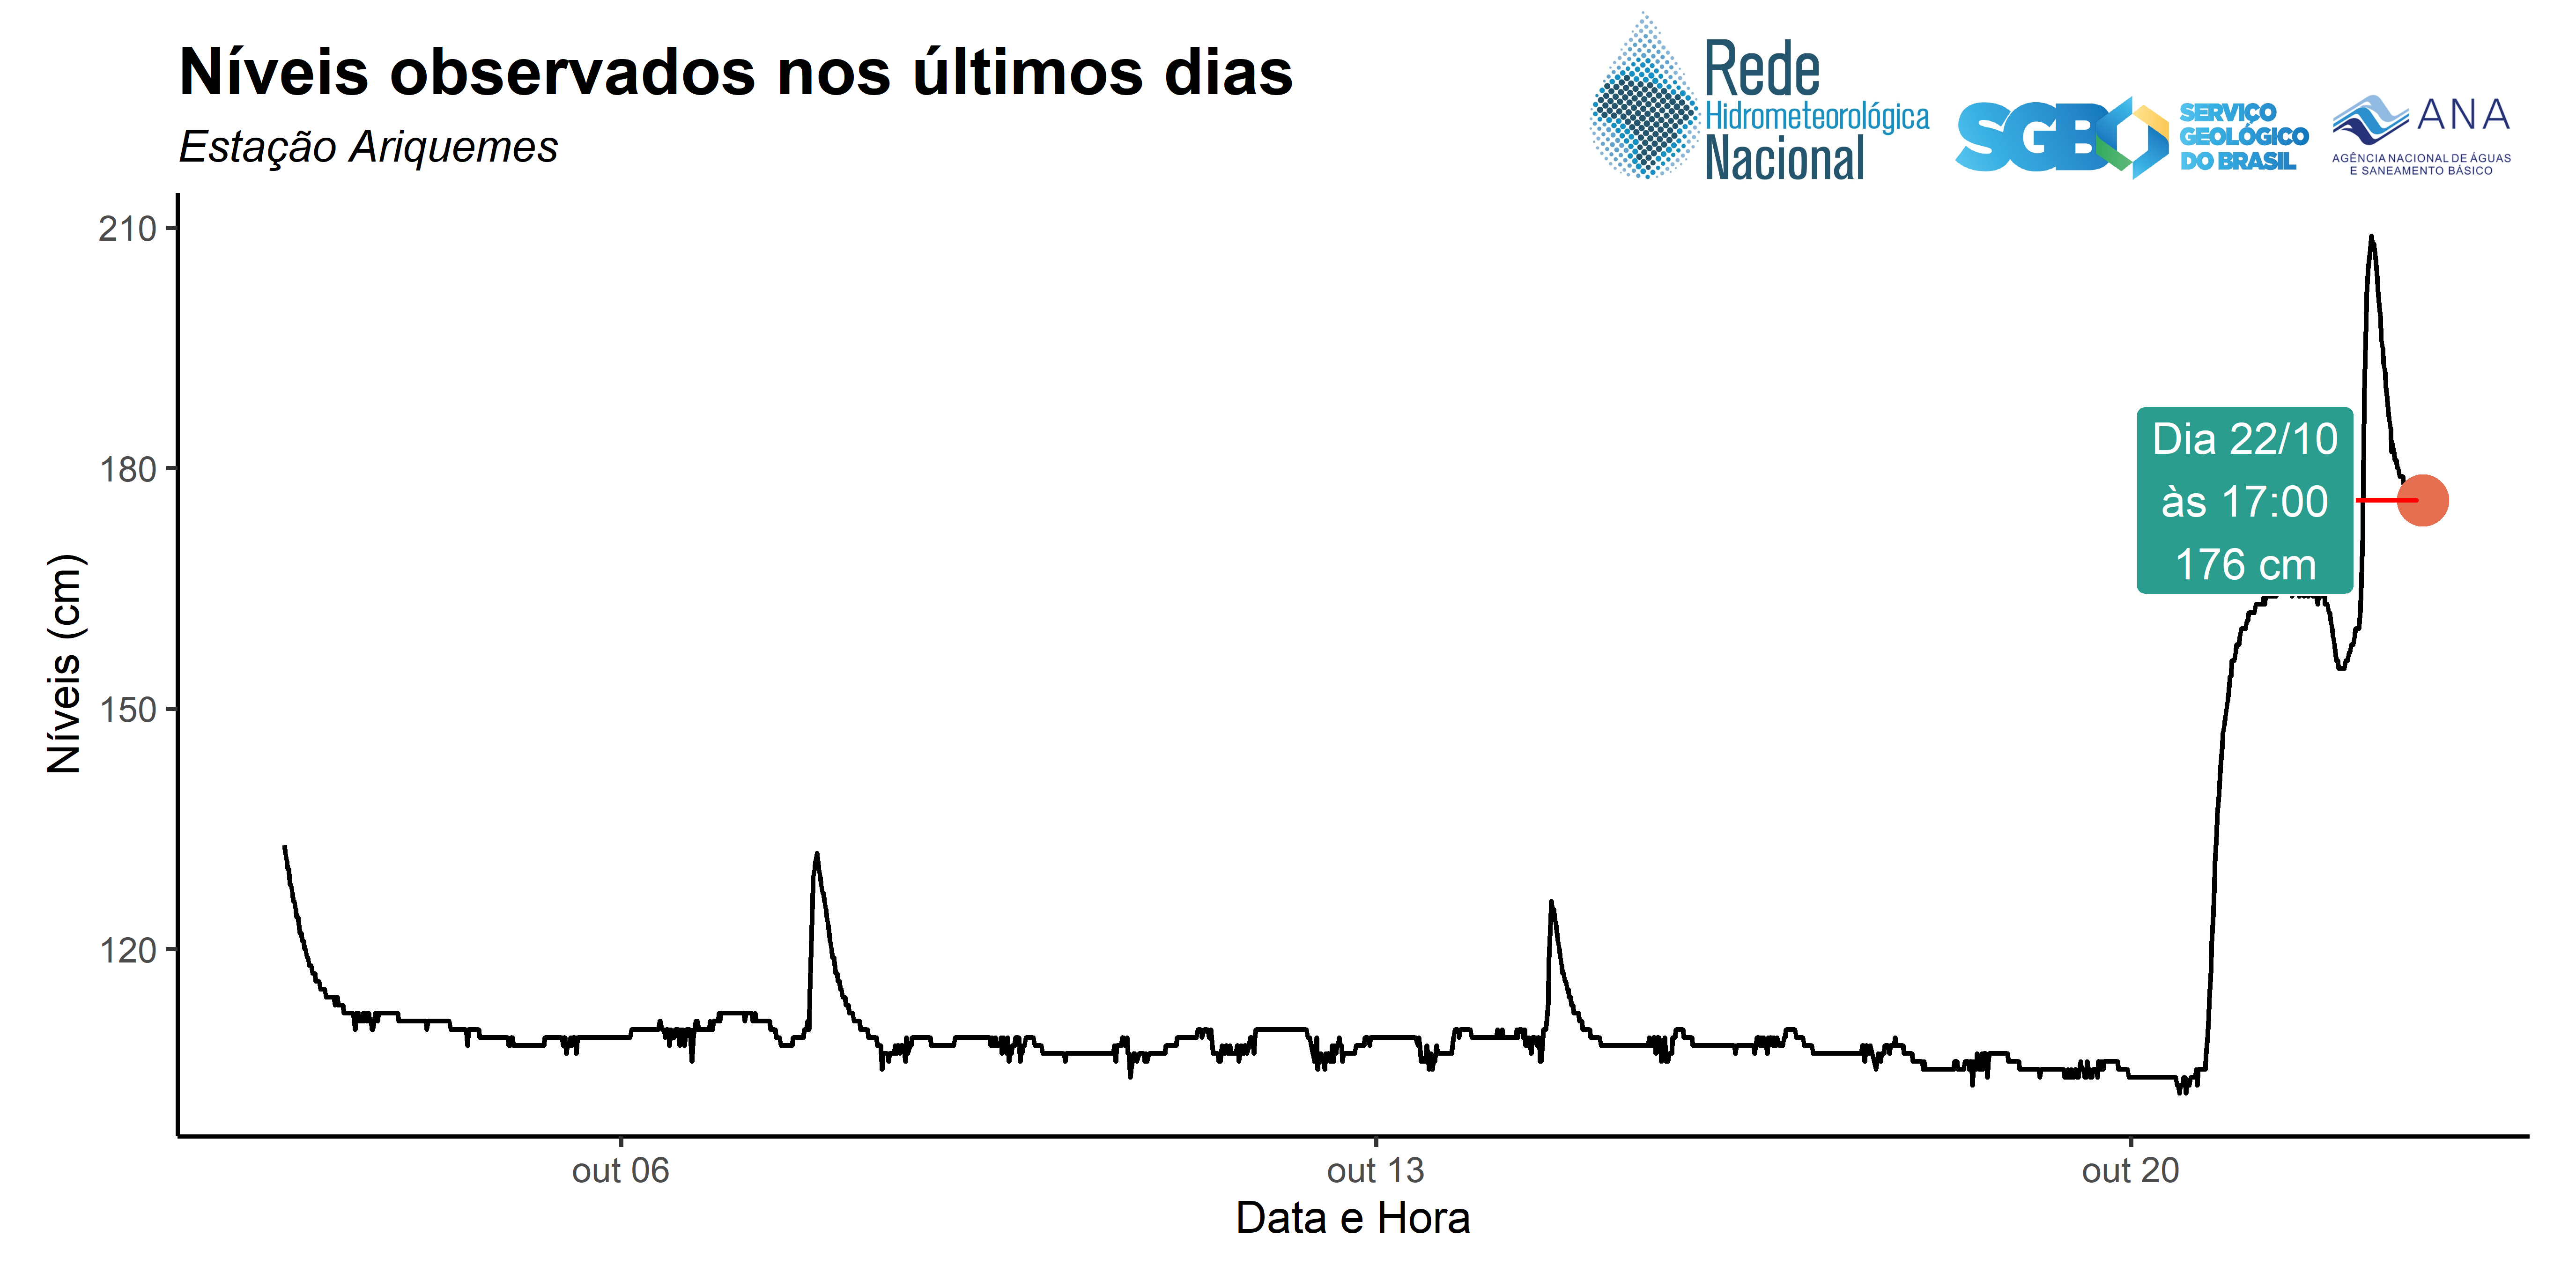 Níveis observados nos últimos dias
Estação Ariquemes
Rede
Hidrometeorológica
Nacional
SGB
SERVIÇO
GEOLÓGICO
DO BRASIL
ANA
AGÊNCIA NACIONAL DE ÁGUAS
E SANEAMENTO BÁSICO
210
180
150
120
Níveis (cm)
Dia 22/10
às 17:00
176 cm
out 06
out 13
out 20
Data e Hora